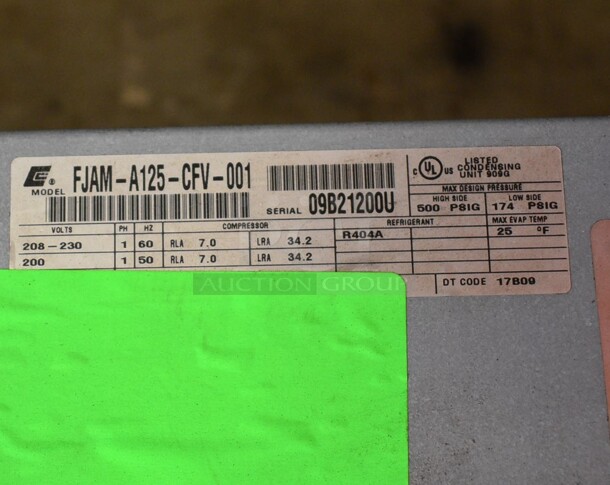 MODEL FJAM-A125-CFV-001
SERIAL 09B21200U
C UL US LISTED
CONDENSING
UNIT 909G
MAX DESIGN PRESSURE
HIGH SIDE LOW SIDE
500 PSIG 174 PSIG
VOLTS PH HZ COMPRESSOR REFRIGERANT MAX EVAP TEMP
208-230 1 60 RLA 7.0 LRA 34.2 R404A 25 °F
200 1 50 RLA 7.0 LRA 34.2
DT CODE 17B09
AUCTION GROUP